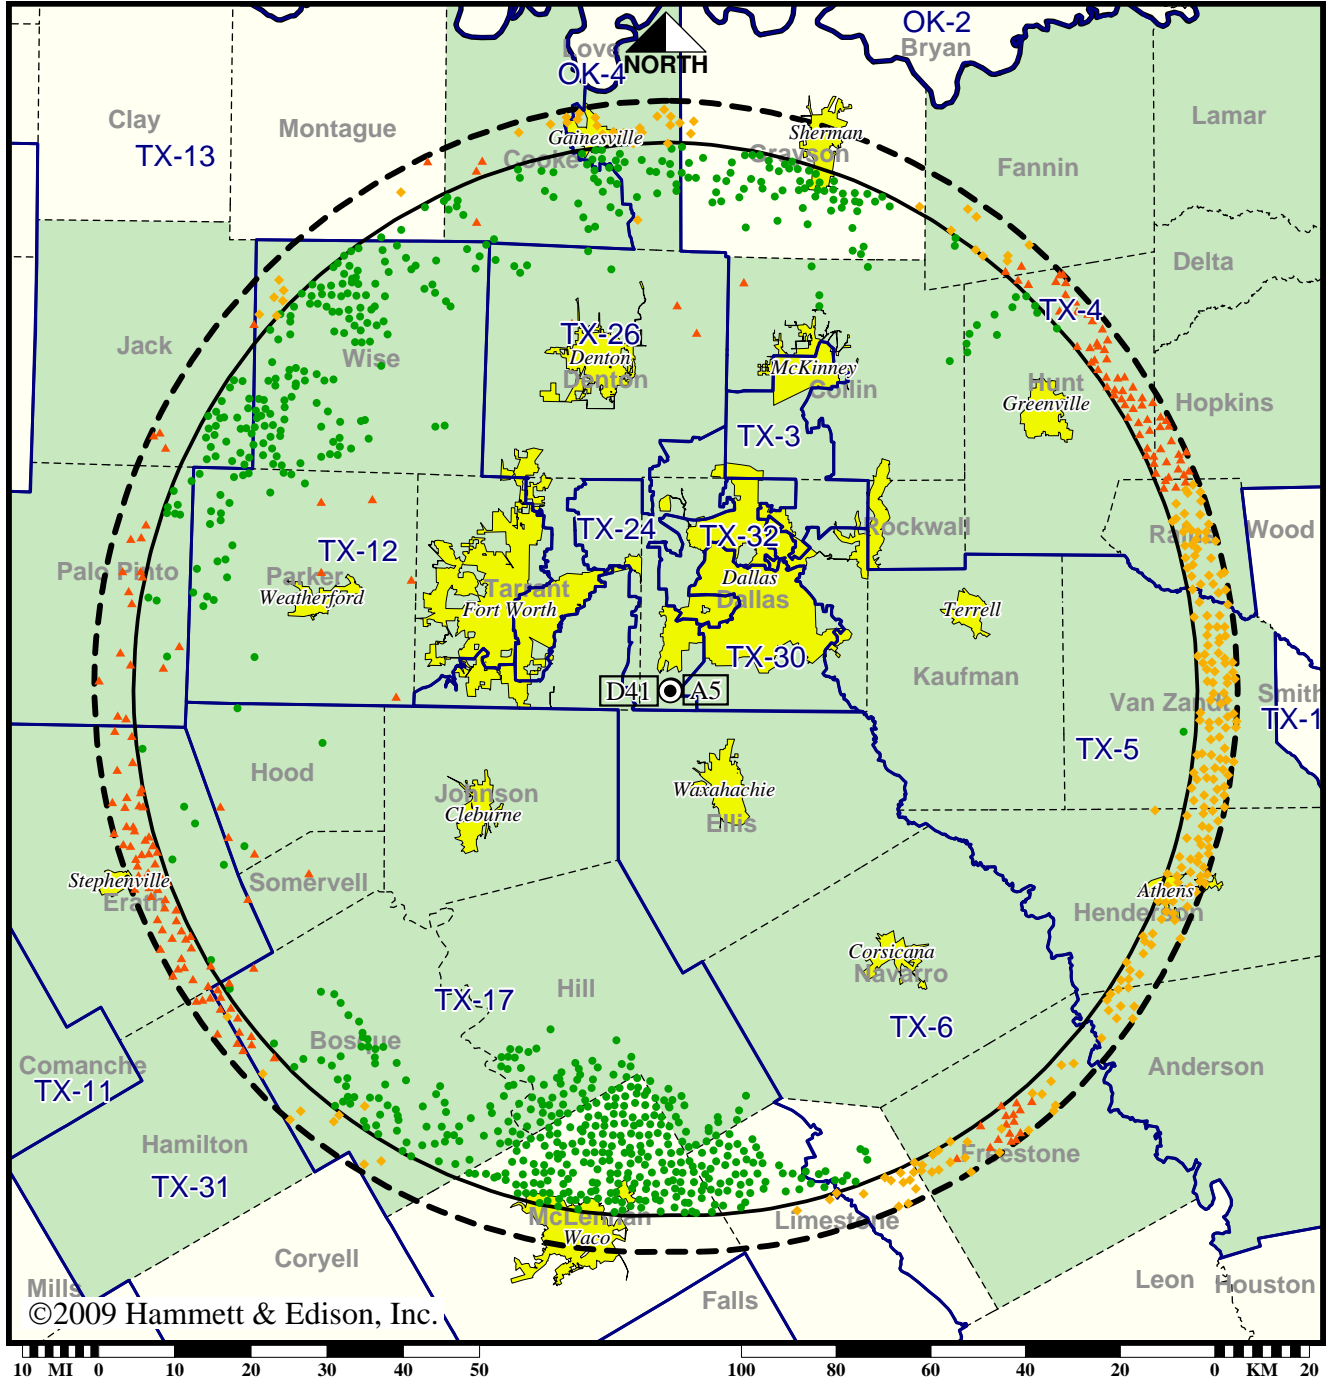 OK-2
Love
Bryan
NORTH
OK-4
Clay
Montague
Lamar
Sherman
Gainesville
TX-13
Cooke
Grayson
Fannin
Delta
TX-4
TX-26
Jack
Wise
Denton
McKinney
Denton
Collin
Hunt
Greenville
Hopkins
TX-3
TX-24
TX-32
Rockwall
Rains
Wood
TX-12
Palo Pinto
Parker
Weatherford
Tarrant
Fort Worth
Dallas
Dallas
Terrell
TX-30
Kaufman
D41
A5
Van Zandt
Smith
TX-1
TX-5
Hood
Johnson
Cleburne
Waxahachie
Ellis
Stephenville
Erath
Somervell
Athens
Henderson
Corsicana
Navarro
TX-17
Hill
TX-6
Bosque
Comanche
TX-11
Anderson
Hamilton
Freestone
TX-31
McLennan
Waco
Limestone
Coryell
Mills
Falls
Leon
Houston
©2009 Hammett & Edison, Inc.
10 MI 0 10 20 30 40 50 100 80 60 40 20 0 KM 20